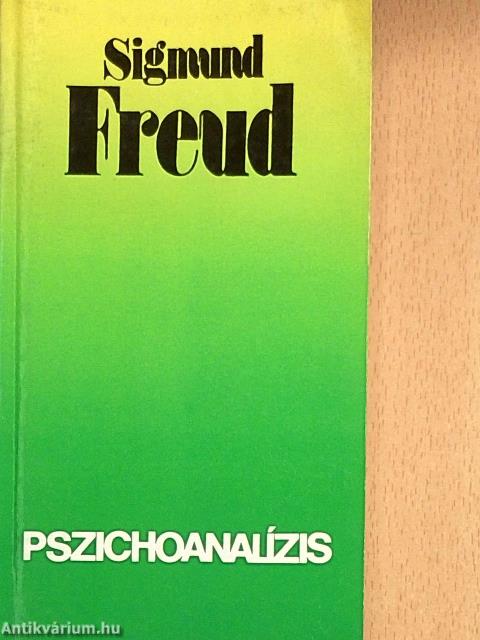 Sigmund
Freud
PSZICHOANALÍZIS
Antikvárium.hu